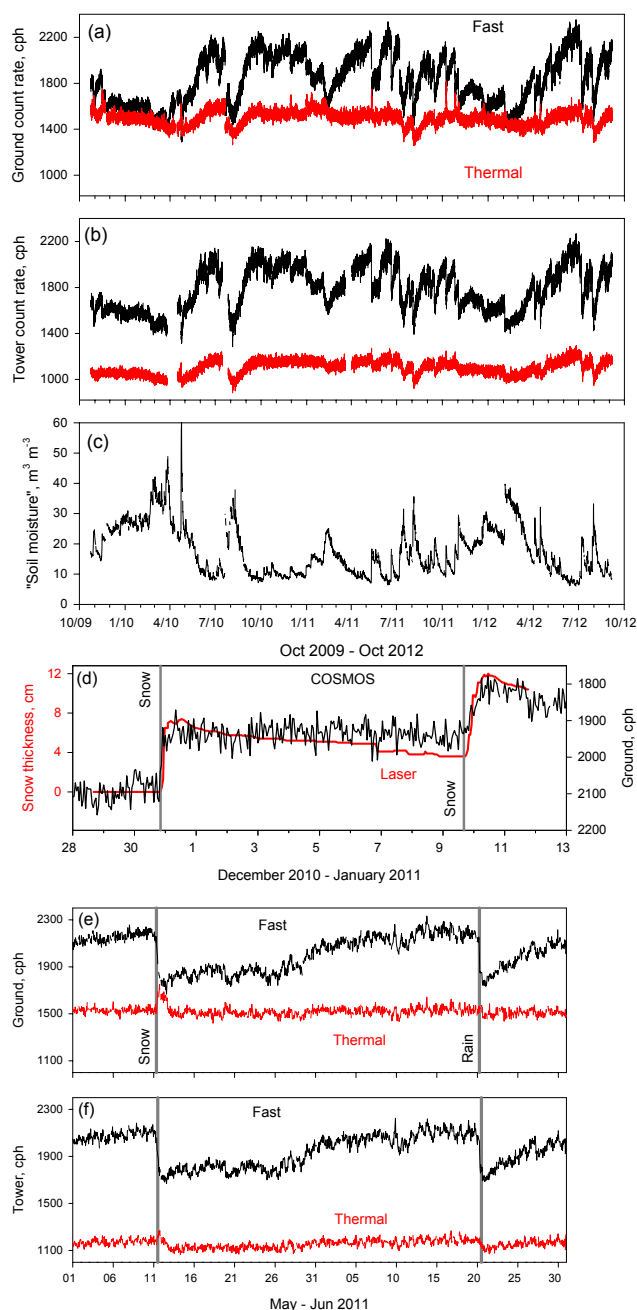 (a)
Fast
Thermal
Ground count rate, cph
2200
1800
1400
1000
(b)
Tower count rate, cph
2200
1800
1400
1000
(c)
"Soil moisture", m³ m⁻³
60
50
40
30
20
10
0
10/09 1/10 4/10 7/10 10/10 1/11 4/11 7/11 10/11 1/12 4/12 7/12 10/12
Oct 2009 - Oct 2012
(d)
Snow
COSMOS
Laser
Snow
Snow thickness, cm
12
8
4
0
1800
1900
2000
2100
2200
Ground, cph
28 30 1 3 5 7 9 11 13
December 2010 - January 2011
(e)
Fast
Thermal
Snow
Rain
Ground, cph
2300
1900
1500
1000
(f)
Fast
Thermal
Tower, cph
2300
1900
1500
1100
01 06 11 16 21 26 31 05 10 15 20 25 30
May - Jun 2011